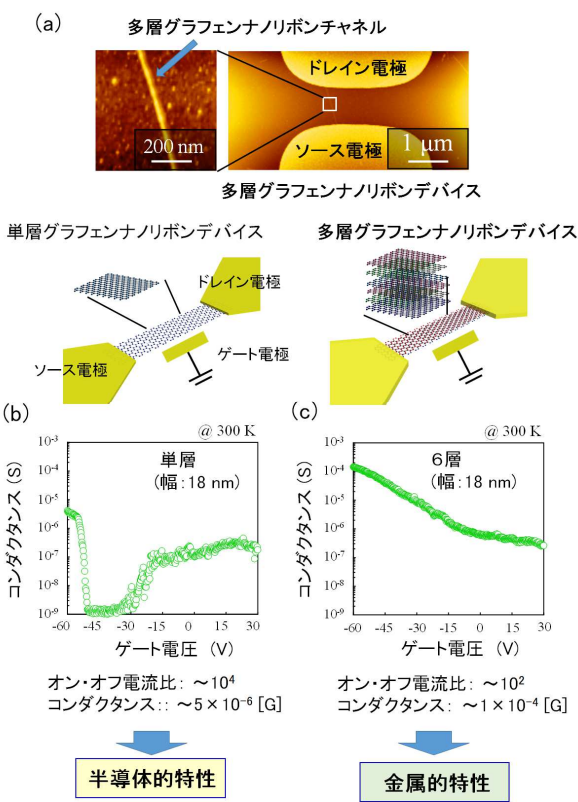 (a)
多層グラフェンナノリボンチャネル
ドレイン電極
200 nm
ソース電極
1 μm
多層グラフェンナノリボンデバイス
単層グラフェンナノリボンデバイス
多層グラフェンナノリボンデバイス
ドレイン電極
ゲート電極
ソース電極
(b)
@ 300 K
コンダクタンス (S)
10-3
10-4
10-5
10-6
10-7
10-8
10-9
単層
(幅:18 nm)
-60 -45 -30 -15 0 15 30
ゲート電圧 (V)
オン・オフ電流比: ~10⁴
コンダクタンス:: ~5×10⁻⁶ [G]
半導体的特性
(c)
@ 300 K
コンダクタンス (S)
10-3
10-4
10-5
10-6
10-7
10-8
10-9
6層
(幅:18 nm)
-60 -45 -30 -15 0 15 30
ゲート電圧 (V)
オン・オフ電流比: ~10²
コンダクタンス: ~1×10⁻⁴ [G]
金属的特性